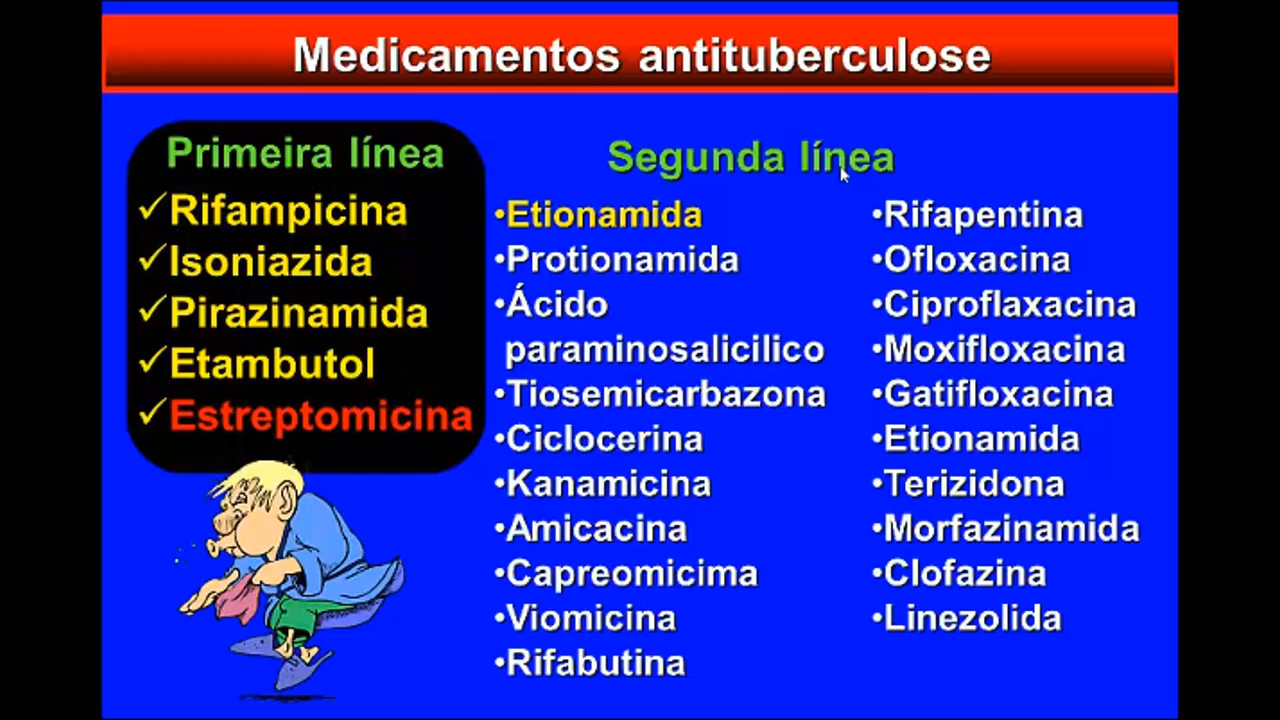 Medicamentos antituberculose
Primeira línea
✓Rifampicina
✓Isoniazida
✓Pirazinamida
✓Etambutol
✓Estreptomicina
Segunda línea
•Etionamida
•Protionamida
•Ácido
paraminosalicilico
•Tiosemicarbazona
•Ciclocerina
•Kanamicina
•Amicacina
•Capreomicima
•Viomicina
•Rifabutina
•Rifapentina
•Ofloxacina
•Ciproflaxacina
•Moxifloxacina
•Gatifloxacina
•Etionamida
•Terizidona
•Morfazinamida
•Clofazina
•Linezolida